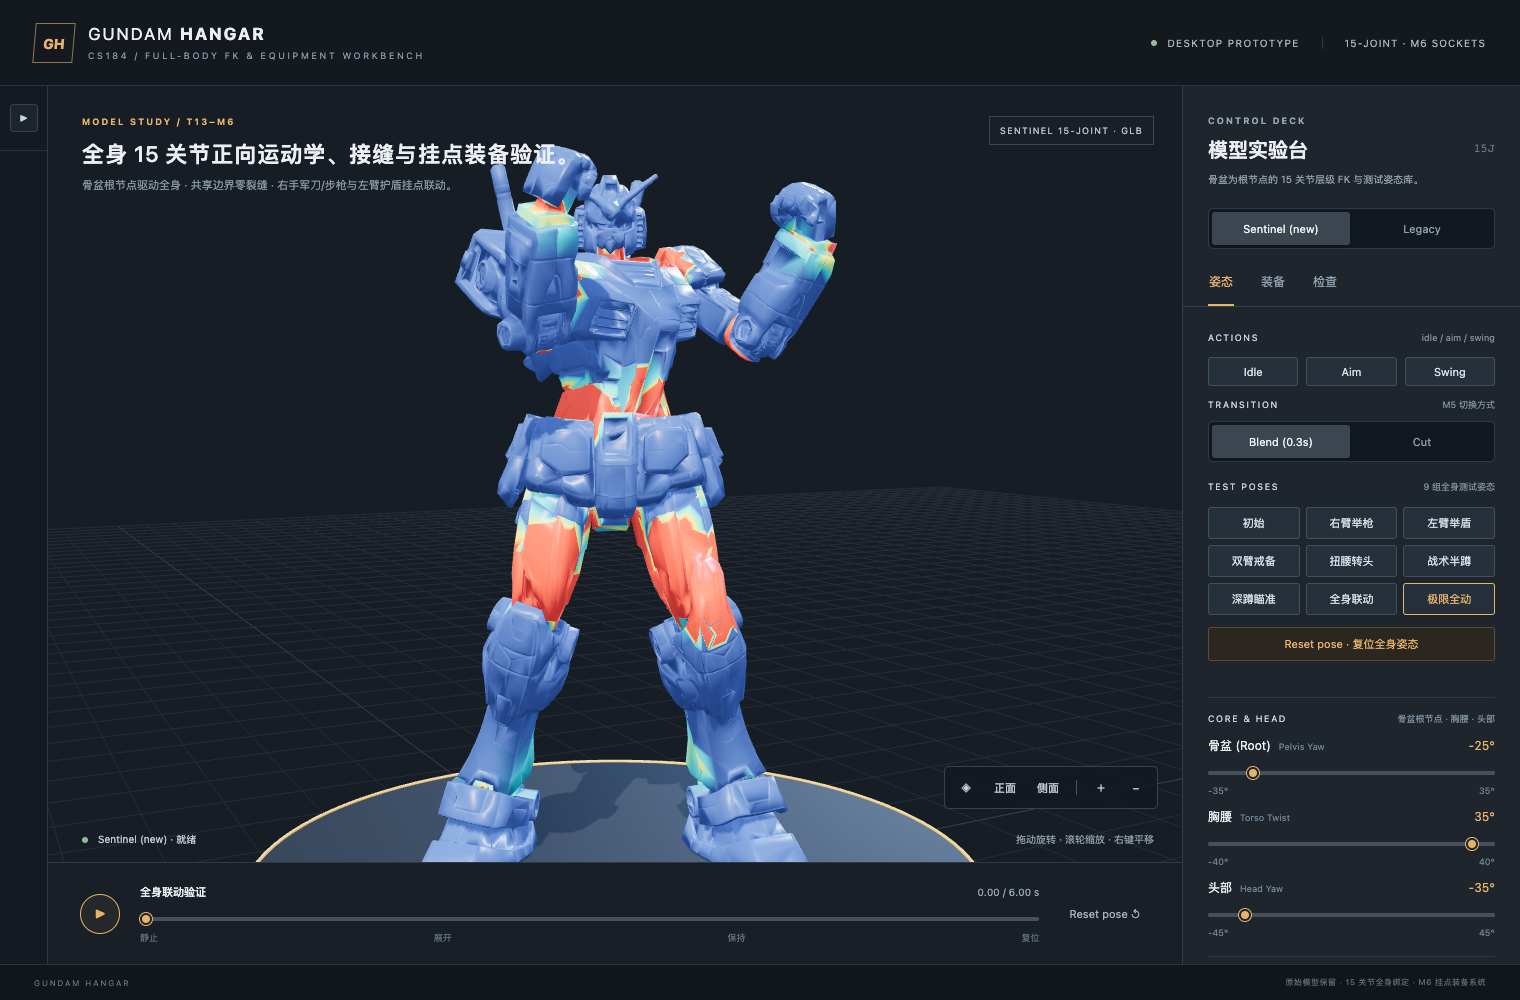 GH
GUNDAM HANGAR
CS184 / FULL-BODY FK & EQUIPMENT WORKBENCH
DESKTOP PROTOTYPE
15-JOINT · M6 SOCKETS
MODEL STUDY / T13–M6
全身 15 关节正向运动学、接缝与挂点装备验证。
骨盆根节点驱动全身 · 共享边界零裂缝 · 右手军刀/步枪与左臂护盾挂点联动。
SENTINEL 15-JOINT · GLB
正面 侧面 + −
Sentinel (new) · 就绪
拖动旋转 · 滚轮缩放 · 右键平移
全身联动验证
0.00 / 6.00 s
静止 展开 保持 复位
Reset pose
CONTROL DECK
模型实验台 15J
骨盆为根节点的 15 关节层级 FK 与测试姿态库。
Sentinel (new) Legacy
姿态 装备 检查
ACTIONS idle / aim / swing
Idle Aim Swing
TRANSITION M5 切换方式
Blend (0.3s) Cut
TEST POSES 9 组全身测试姿态
初始 右臂举枪 左臂举盾
双臂戒备 扭腰转头 战术半蹲
深蹲瞄准 全身联动 极限全动
Reset pose · 复位全身姿态
CORE & HEAD 骨盆根节点 · 胸腰 · 头部
骨盆 (Root) Pelvis Yaw -25°
-35° 35°
胸腰 Torso Twist 35°
-40° 40°
头部 Head Yaw -35°
-45° 45°
GUNDAM HANGAR
原始模型保留 · 15 关节全身绑定 · M6 挂点装备系统